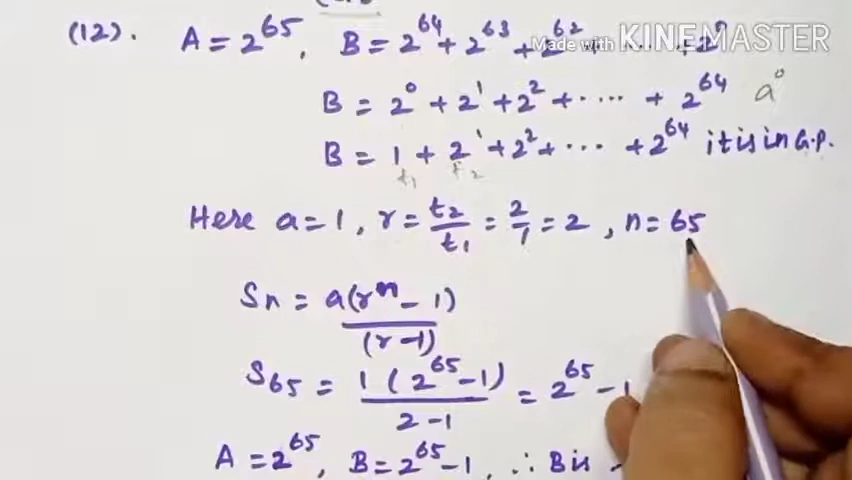 (12). A = 2^65, B = 2^64 + 2^63 + 2^62 + ... + 2^0
Made with KINEMASTER
B = 2^0 + 2^1 + 2^2 + .... + 2^64 a^0
B = 1 + 2^1 + 2^2 + ... + 2^64 it is in G.P.
t1 t2
Here a = 1, r = t2/t1 = 2/1 = 2, n = 65
Sn = a(r^n - 1)/(r - 1)
S65 = 1(2^65 - 1)/2 - 1 = 2^65 - 1
A = 2^65, B = 2^65 - 1, ∴ B is